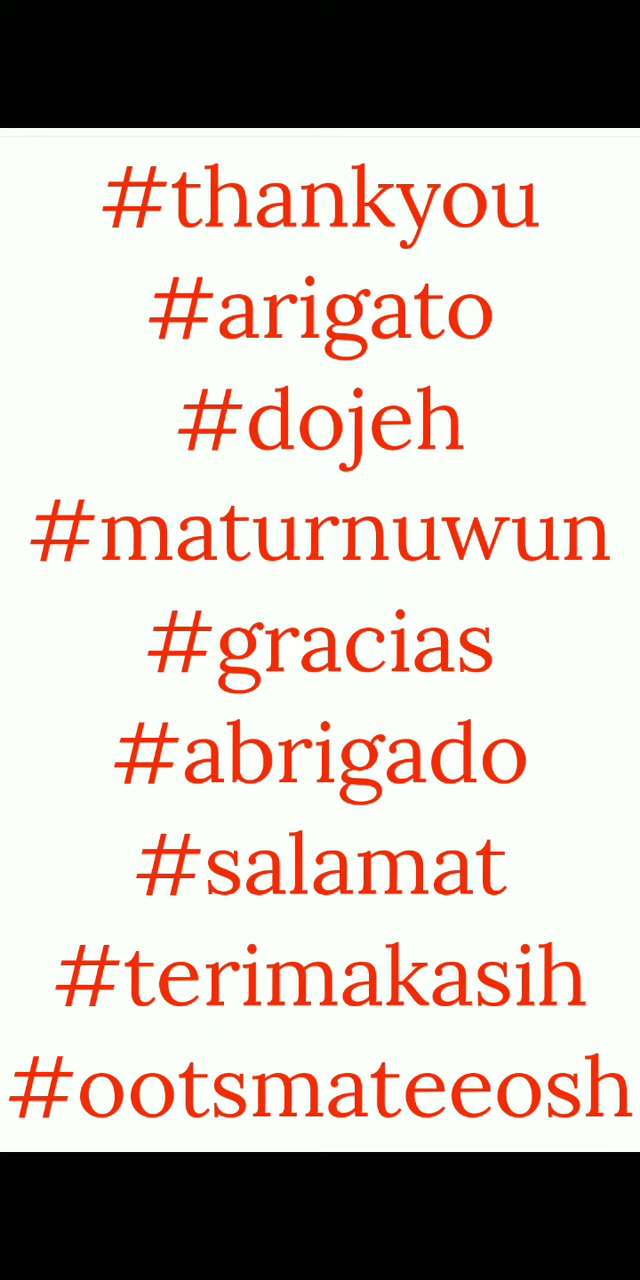 #thankyou
#arigato
#dojeh
#maturnuwun
#gracias
#abrigado
#salamat
#terimakasih
#ootsmateeosh